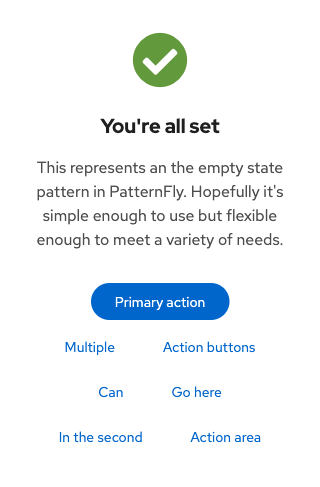 You're all set
This represents an the empty state
pattern in PatternFly. Hopefully it's
simple enough to use but flexible
enough to meet a variety of needs.
Primary action
Multiple Action buttons
Can Go here
In the second Action area